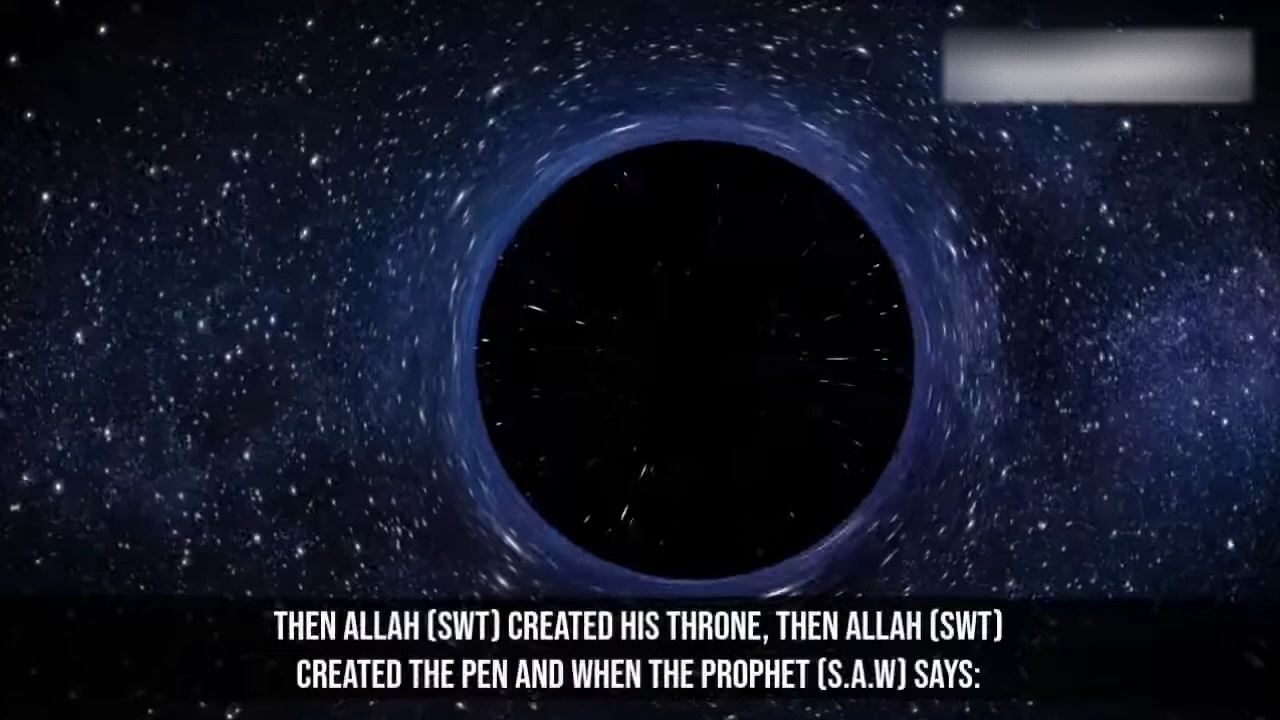 THEN ALLAH (SWT) CREATED HIS THRONE, THEN ALLAH (SWT)
CREATED THE PEN AND WHEN THE PROPHET (S.A.W) SAYS: